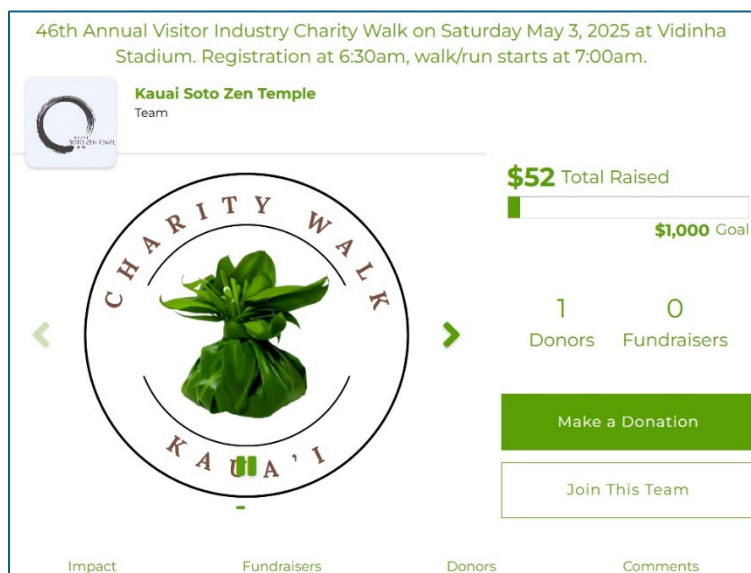 46th Annual Visitor Industry Charity Walk on Saturday May 3, 2025 at Vidinha
Stadium. Registration at 6:30am, walk/run starts at 7:00am.
Kauai Soto Zen Temple
Team
SOTO ZEN TEMPL
$52 Total Raised
$1,000 Goal
CHARITY WALK
KAUA'I
1
Donors
0
Fundraisers
Make a Donation
Join This Team
Impact
Fundraisers
Donors
Comments